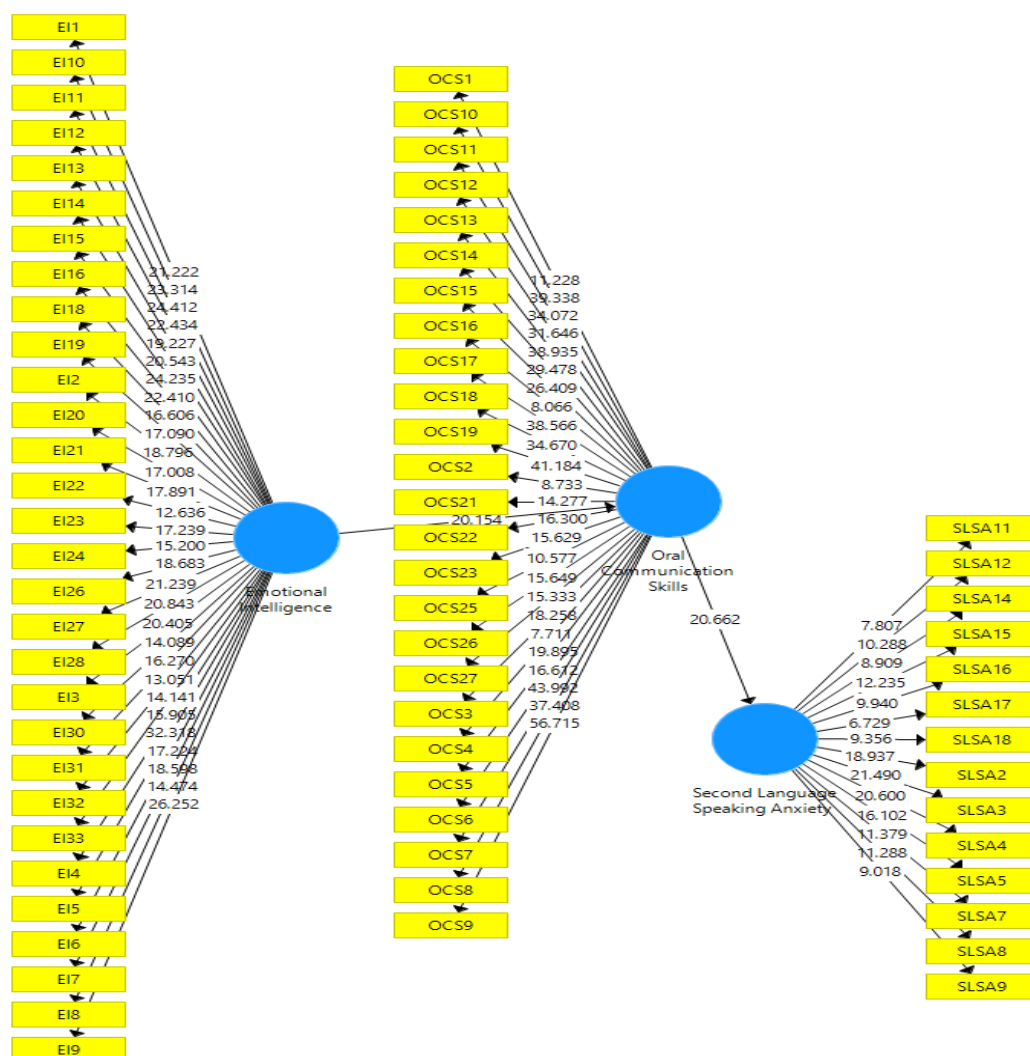 EI1
EI10
EI11
EI12
EI13
EI14
EI15
EI16
EI18
EI19
EI2
EI20
EI21
EI22
EI23
EI24
EI26
EI27
EI28
EI3
EI30
EI31
EI32
EI33
EI4
EI5
EI6
EI7
EI8
EI9
21.222
23.314
24.412
22.434
19.227
20.543
24.235
22.410
16.606
17.090
18.796
17.008
17.891
12.636
17.239
15.200
18.683
21.239
20.843
20.405
14.089
16.270
13.051
14.141
15.905
32.318
17.224
18.598
14.474
26.252
Emotional
Intelligence
20.154
OCS1
OCS10
OCS11
OCS12
OCS13
OCS14
OCS15
OCS16
OCS17
OCS18
OCS19
OCS2
OCS21
OCS22
OCS23
OCS25
OCS26
OCS27
OCS3
OCS4
OCS5
OCS6
OCS7
OCS8
OCS9
11.228
39.338
34.072
31.646
38.935
29.478
26.409
8.066
38.566
34.670
41.184
8.733
14.277
16.300
15.629
10.577
15.649
15.333
18.258
7.711
19.895
16.612
43.992
37.408
56.715
Oral
Communication
Skills
20.662
Second Language
Speaking Anxiety
7.807
10.288
8.909
12.235
9.940
6.729
9.356
18.937
21.490
20.600
16.102
11.379
11.288
9.018
SLSA11
SLSA12
SLSA14
SLSA15
SLSA16
SLSA17
SLSA18
SLSA2
SLSA3
SLSA4
SLSA5
SLSA7
SLSA8
SLSA9